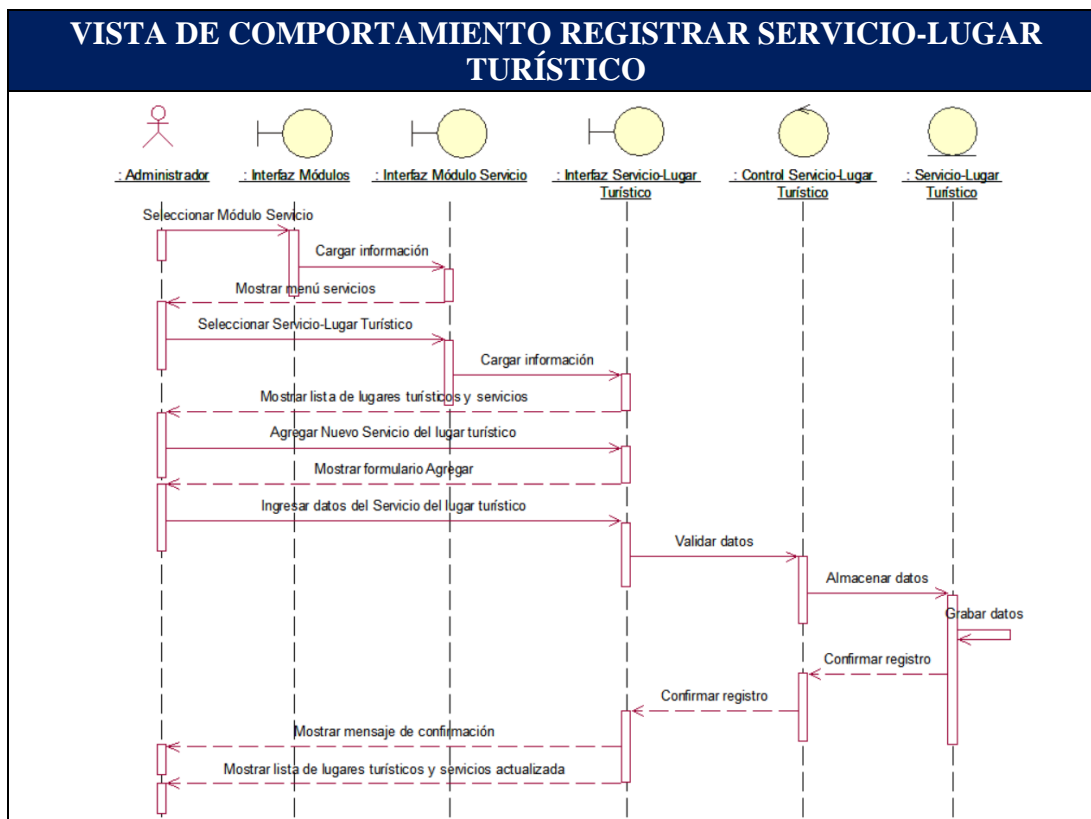 VISTA DE COMPORTAMIENTO REGISTRAR SERVICIO-LUGAR
TURÍSTICO
: Administrador
: Interfaz Módulos
: Interfaz Módulo Servicio
: Interfaz Servicio-Lugar
Turístico
: Control Servicio-Lugar
Turístico
: Servicio-Lugar
Turístico
Seleccionar Módulo Servicio
Cargar información
Mostrar menú servicios
Seleccionar Servicio-Lugar Turístico
Cargar información
Mostrar lista de lugares turísticos y servicios
Agregar Nuevo Servicio del lugar turístico
Mostrar formulario Agregar
Ingresar datos del Servicio del lugar turístico
Validar datos
Almacenar datos
Grabar datos
Confirmar registro
Confirmar registro
Mostrar mensaje de confirmación
Mostrar lista de lugares turísticos y servicios actualizada